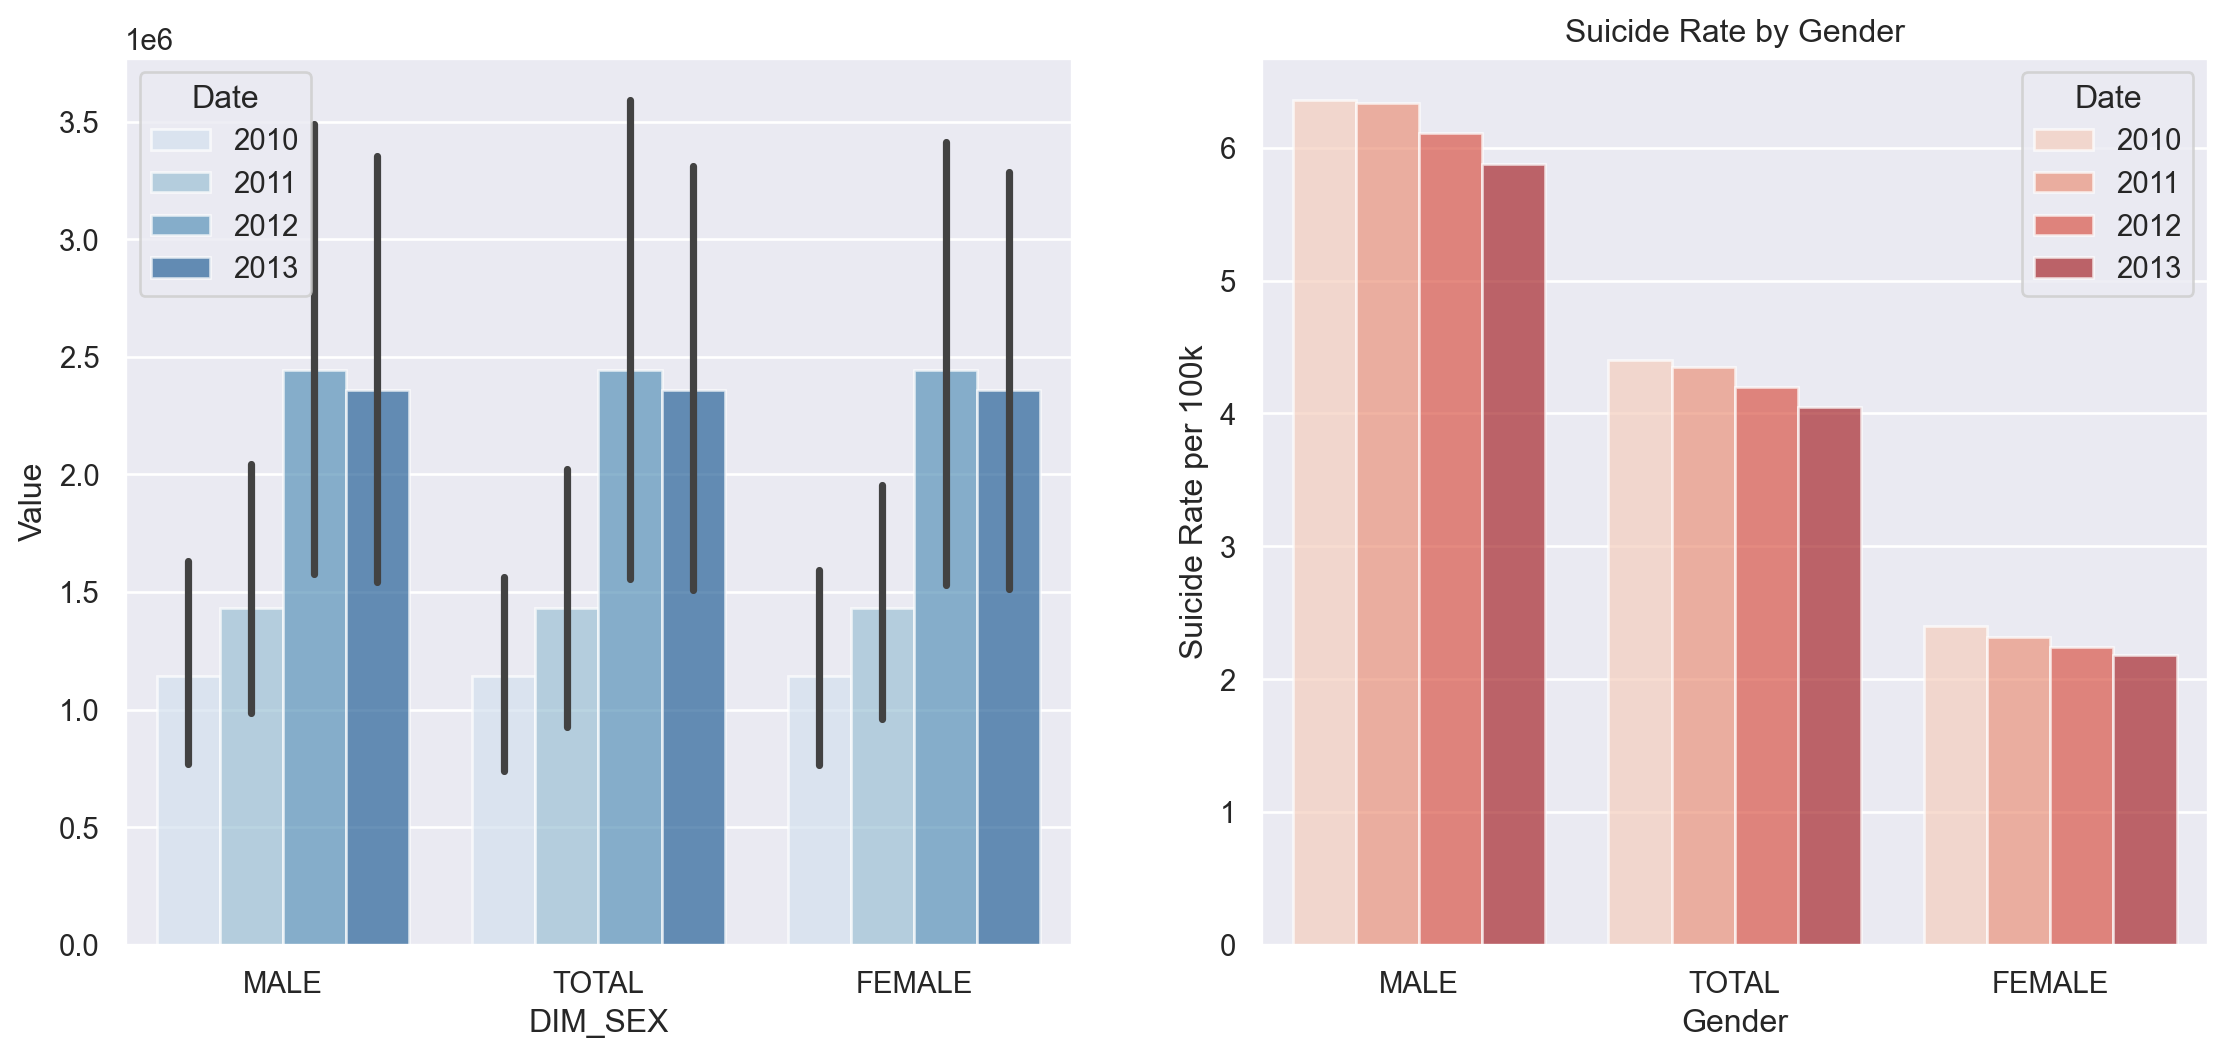 1e6
Date
2010
2011
2012
2013
3.5
3.0
2.5
2.0
1.5
1.0
0.5
0.0
Value
MALE TOTAL FEMALE
DIM_SEX
Suicide Rate by Gender
Date
2010
2011
2012
2013
6
5
4
3
2
1
0
Suicide Rate per 100k
MALE TOTAL FEMALE
Gender